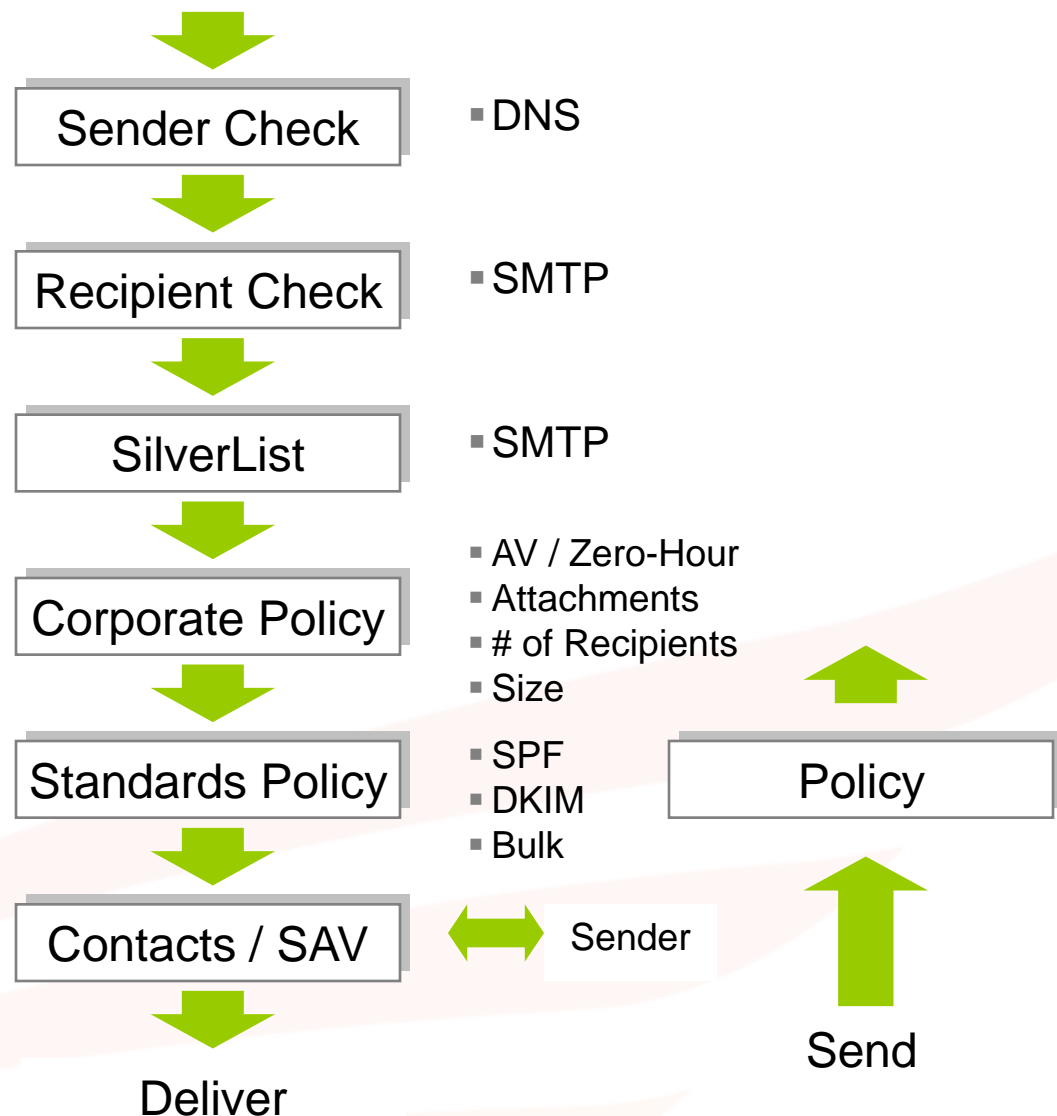 Sender Check
▪ DNS
Recipient Check
▪ SMTP
SilverList
▪ SMTP
Corporate Policy
▪ AV / Zero-Hour
▪ Attachments
▪ # of Recipients
▪ Size
Standards Policy
▪ SPF
▪ DKIM
▪ Bulk
Contacts / SAV
Sender
Deliver
Policy
Send